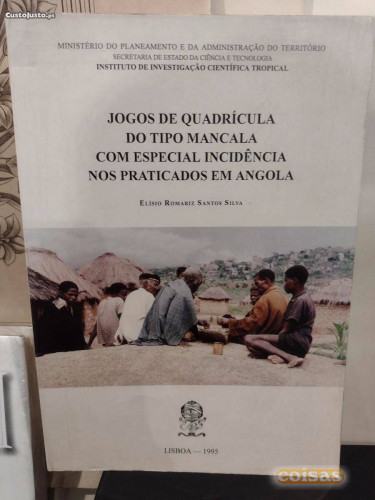 CustoJusto.pt
MINISTÉRIO DO PLANEAMENTO E DA ADMINISTRAÇÃO DO TERRITÓRIO
SECRETARIA DE ESTADO DA CIÊNCIA E TECNOLOGIA
INSTITUTO DE INVESTIGAÇÃO CIENTÍFICA TROPICAL
JOGOS DE QUADRÍCULA
DO TIPO MANCALA
COM ESPECIAL INCIDÊNCIA
NOS PRATICADOS EM ANGOLA
ELÍSIO ROMARIZ SANTOS SILVA
LISBOA — 1995
coisas